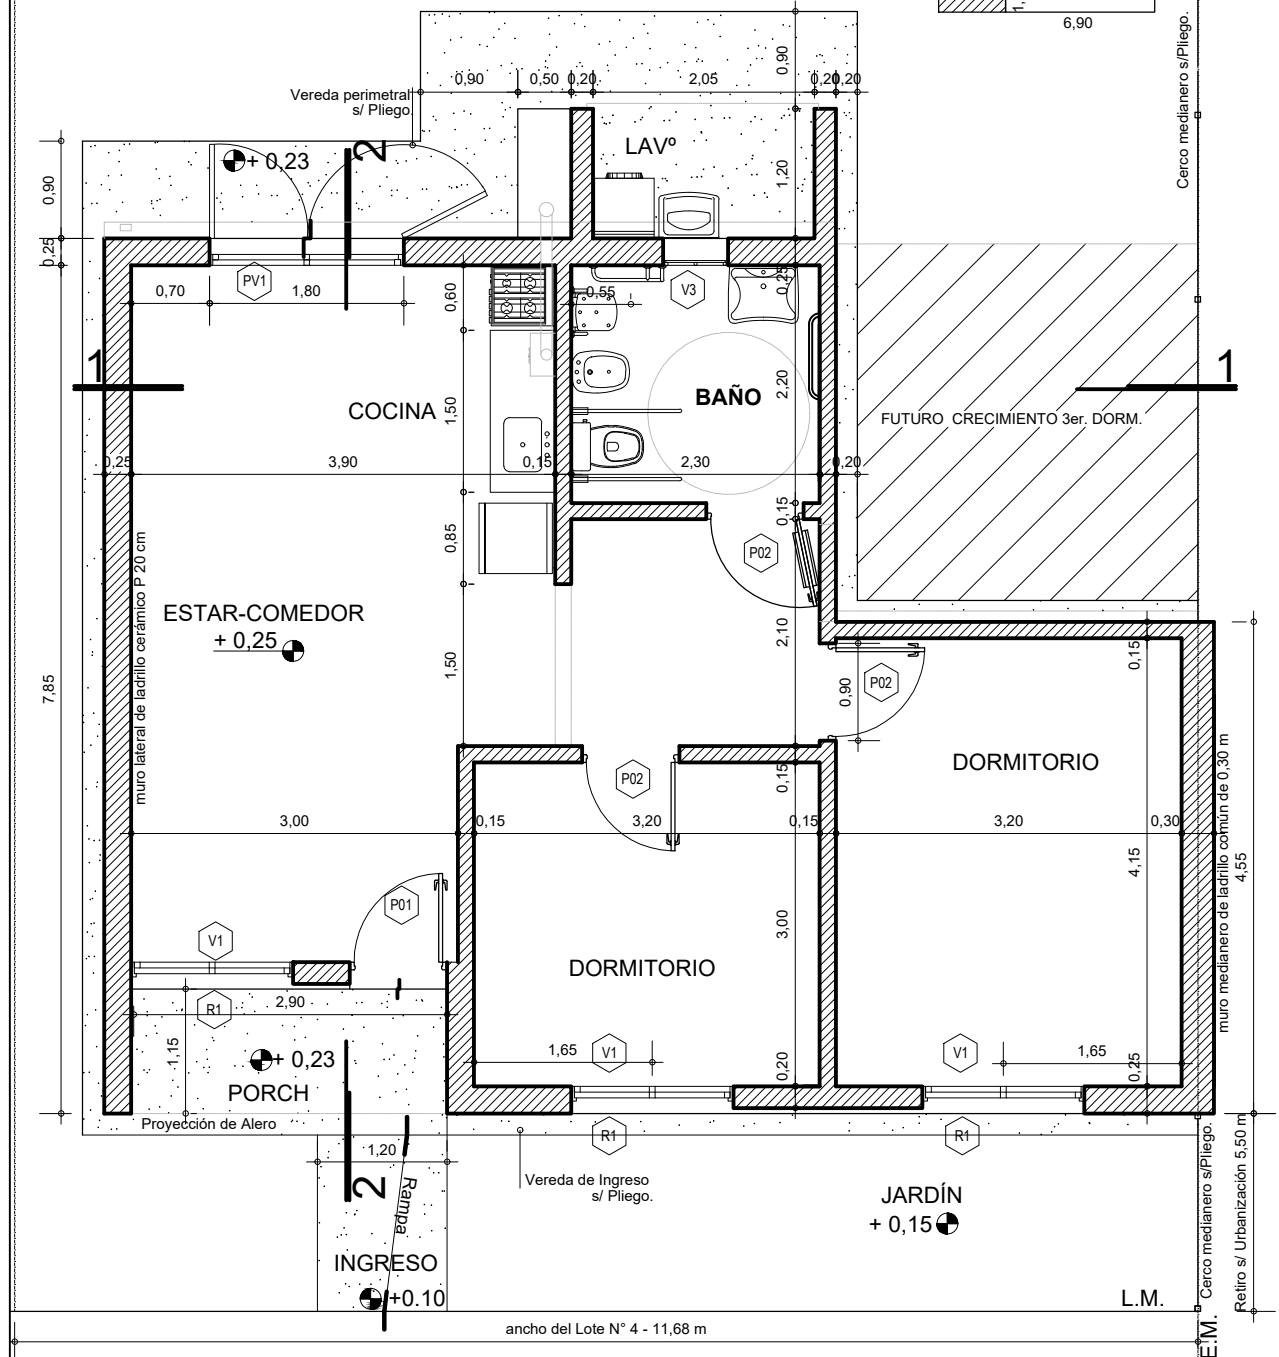 6,90
1,
Cerco medianero s/Pliego.
0,90
0,90
0,50
0,20
2,05
0,20
0,20
Vereda perimetral
s/ Pliego.
LAVº
2
+ 0,23
1,20
0,90
0,25
PV1
0,70
1,80
0,60
0,55
V3
0,25
1
1
COCINA
1,50
BAÑO
2,20
FUTURO CRECIMIENTO 3er. DORM.
0,25
3,90
0,15
2,30
0,20
0,15
0,85
P02
muro lateral de ladrillo cerámico P 20 cm
ESTAR-COMEDOR
+ 0,25
2,10
1,50
0,15
7,85
0,90
P02
DORMITORIO
P02
0,15
muro medianero de ladrillo común de 0,30 m
3,00
0,15
3,20
0,15
3,20
0,30
4,15
4,55
P01
V1
3,00
DORMITORIO
R1
2,90
1,15
+ 0,23
PORCH
1,65
V1
0,20
V1
1,65
0,25
Proyección de Alero
R1
R1
1,20
2
Rampa
Vereda de Ingreso
s/ Pliego.
JARDÍN
+ 0,15
Cerco medianero s/Pliego.
Retiro s/ Urbanización 5,50 m
INGRESO
+0.10
L.M.
E.M.
ancho del Lote N° 4 - 11,68 m